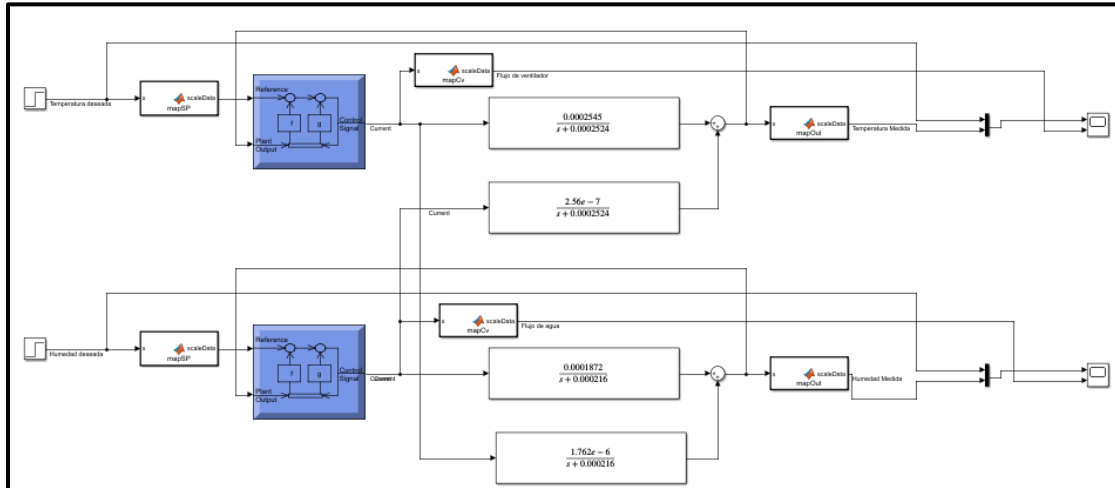 x scaleData
mapCv
Flujo de ventilador
Temperatura deseada
x scaleData
mapSP
Reference
f
g
Plant
Output
Control
Signal
Current
0.0002545
s + 0.0002524
x scaleData
mapOut
Temperatura Medida
Current
2.56e − 7
s + 0.0002524
x scaleData
mapCv
Flujo de agua
Humedad deseada
x scaleData
mapSP
Reference
f
g
Plant
Output
Control
Signal
Current
0.0001872
s + 0.000216
x scaleData
mapOut
Humedad Medida
1.762e − 6
s + 0.000216